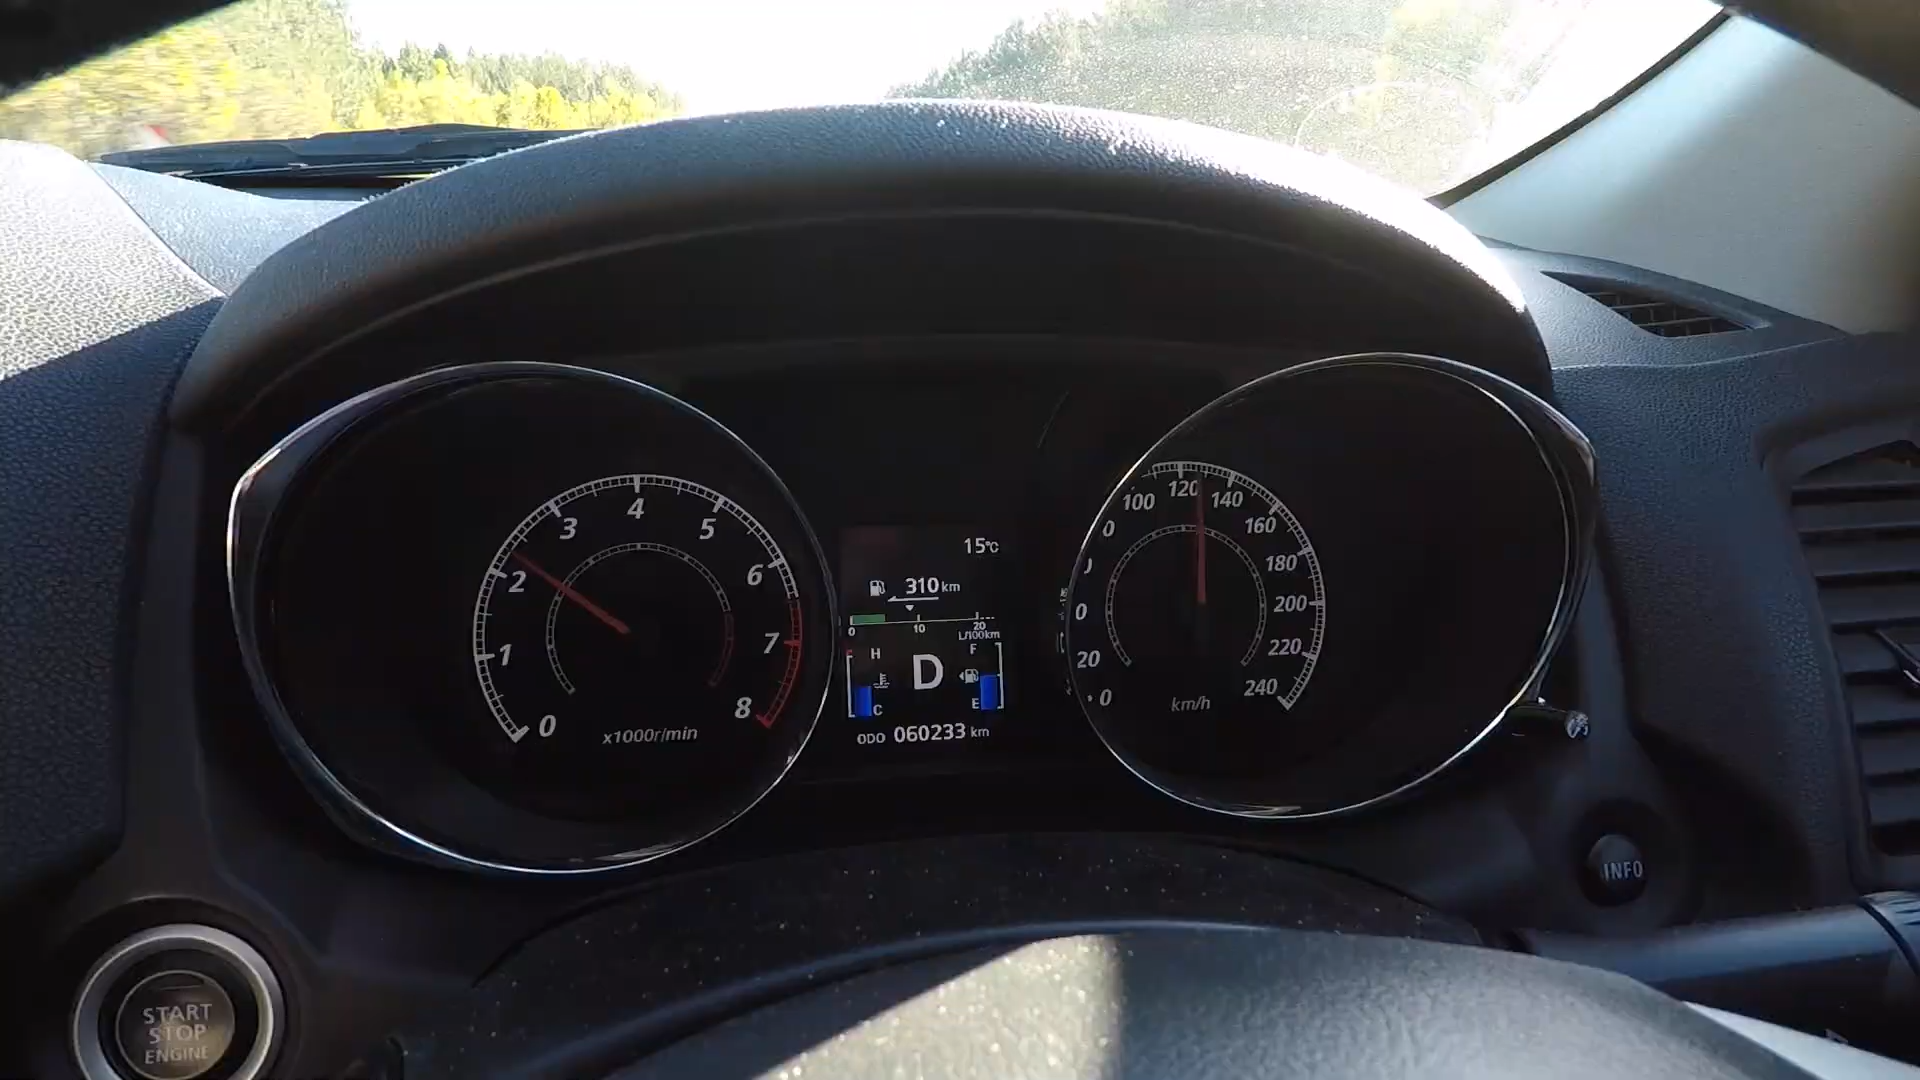 0
1
2
3
4
5
6
7
8
x1000r/min
15℃
310 km
0 10 20
L/100km
H
C
D
F
E
ODO 060233 km
0
20
0
0
100
120
140
160
180
200
220
240
km/h
INFO
START
STOP
ENGINE